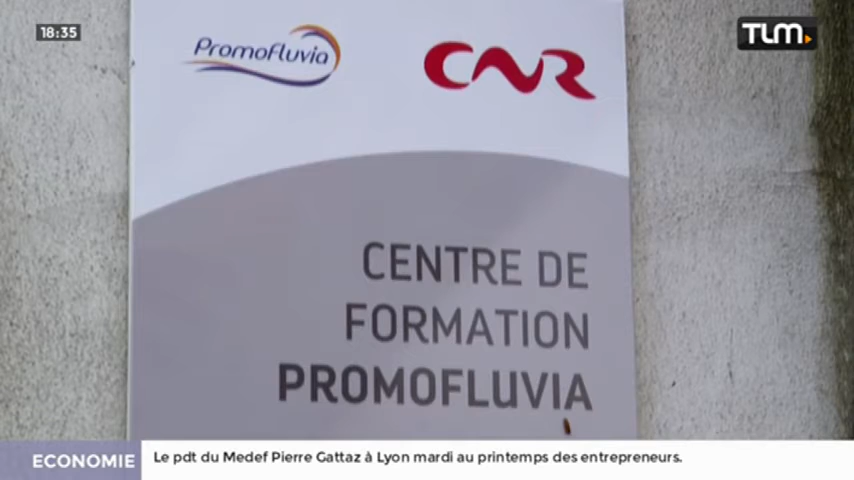 18:35
TLM
PromoFluvia
CNR
CENTRE DE
FORMATION
PROMOFLUVIA
ECONOMIE
Le pdt du Medef Pierre Gattaz à Lyon mardi au printemps des entrepreneurs.